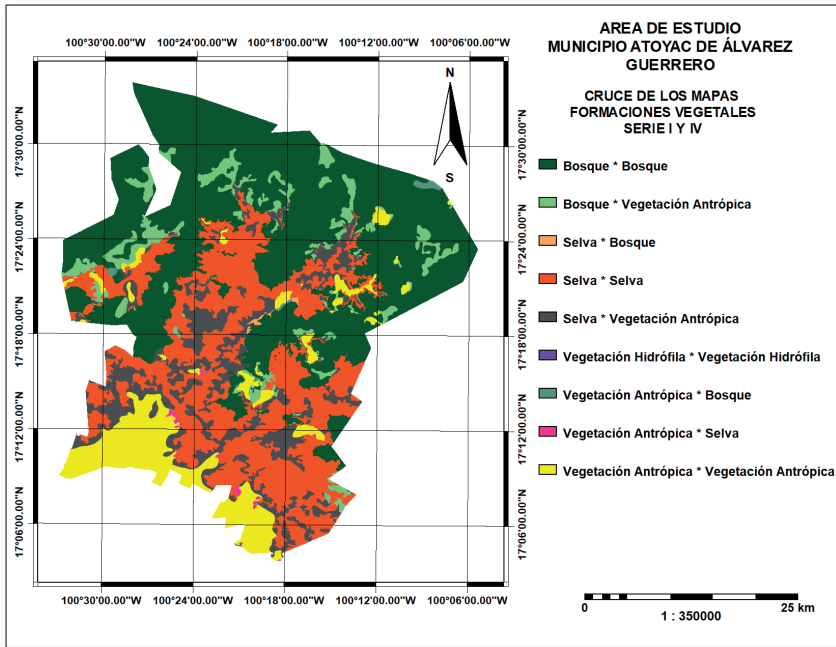 AREA DE ESTUDIO
MUNICIPIO ATOYAC DE ÁLVAREZ
GUERRERO
CRUCE DE LOS MAPAS
FORMACIONES VEGETALES
SERIE I Y IV
Bosque * Bosque
Bosque * Vegetación Antrópica
Selva * Bosque
Selva * Selva
Selva * Vegetación Antrópica
Vegetación Hidrófila * Vegetación Hidrófila
Vegetación Antrópica * Bosque
Vegetación Antrópica * Selva
Vegetación Antrópica * Vegetación Antrópica
0 25 km
1 : 350000
N
S
100°30'00.00"W 100°24'00.00"W 100°18'00.00"W 100°12'00.00"W 100°06'00.00"W
17°30'00.00"N
17°24'00.00"N
17°18'00.00"N
17°12'00.00"N
17°06'00.00"N
17°30'00.00"N
17°24'00.00"N
17°18'00.00"N
17°12'00.00"N
17°06'00.00"N
100°30'00.00"W 100°24'00.00"W 100°18'00.00"W 100°12'00.00"W 100°06'00.00"W